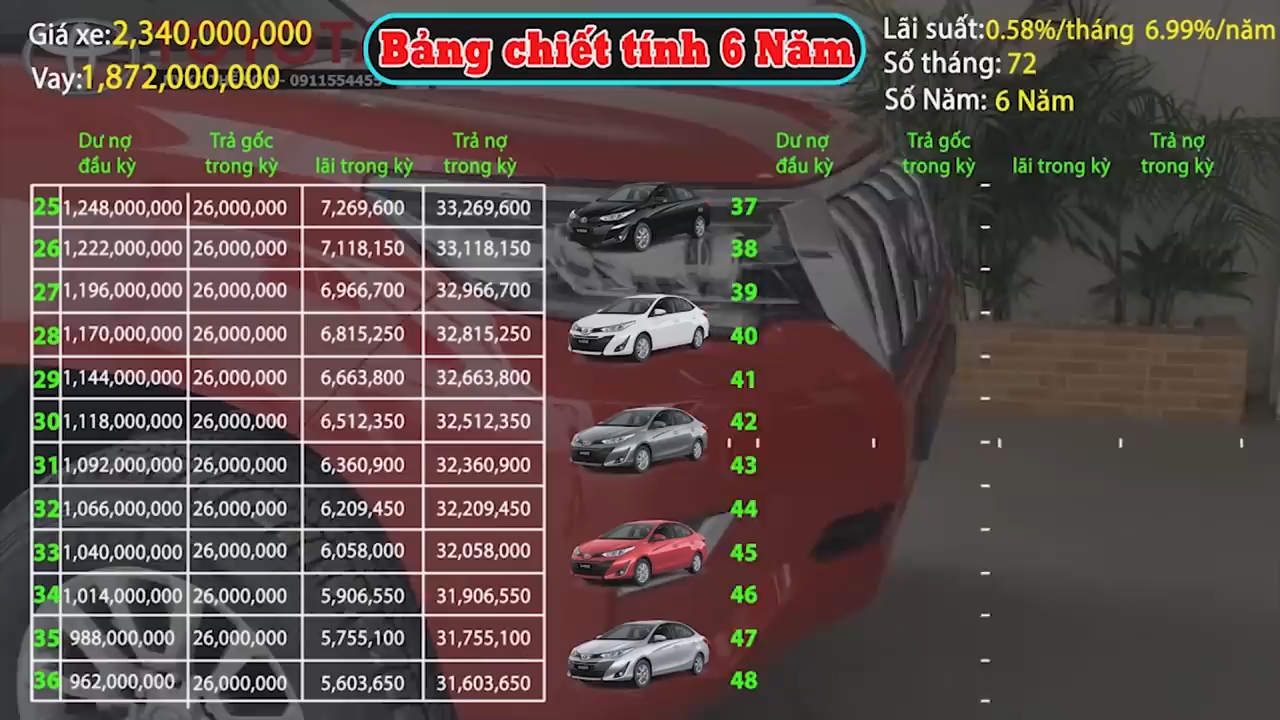 Giá xe:2,340,000,000
Vay:1,872,000,000
0911554455
Bảng chiết tính 6 Năm
Lãi suất:0.58%/tháng 6.99%/năm
Số tháng: 72
Số Năm: 6 Năm
Dư nợ đầu kỳ Trả gốc trong kỳ lãi trong kỳ Trả nợ trong kỳ
25 1,248,000,000 26,000,000 7,269,600 33,269,600
26 1,222,000,000 26,000,000 7,118,150 33,118,150
27 1,196,000,000 26,000,000 6,966,700 32,966,700
28 1,170,000,000 26,000,000 6,815,250 32,815,250
29 1,144,000,000 26,000,000 6,663,800 32,663,800
30 1,118,000,000 26,000,000 6,512,350 32,512,350
31 1,092,000,000 26,000,000 6,360,900 32,360,900
32 1,066,000,000 26,000,000 6,209,450 32,209,450
33 1,040,000,000 26,000,000 6,058,000 32,058,000
34 1,014,000,000 26,000,000 5,906,550 31,906,550
35 988,000,000 26,000,000 5,755,100 31,755,100
36 962,000,000 26,000,000 5,603,650 31,603,650
Dư nợ đầu kỳ Trả gốc trong kỳ lãi trong kỳ Trả nợ trong kỳ
37
38
39
40
41
42
43
44
45
46
47
48